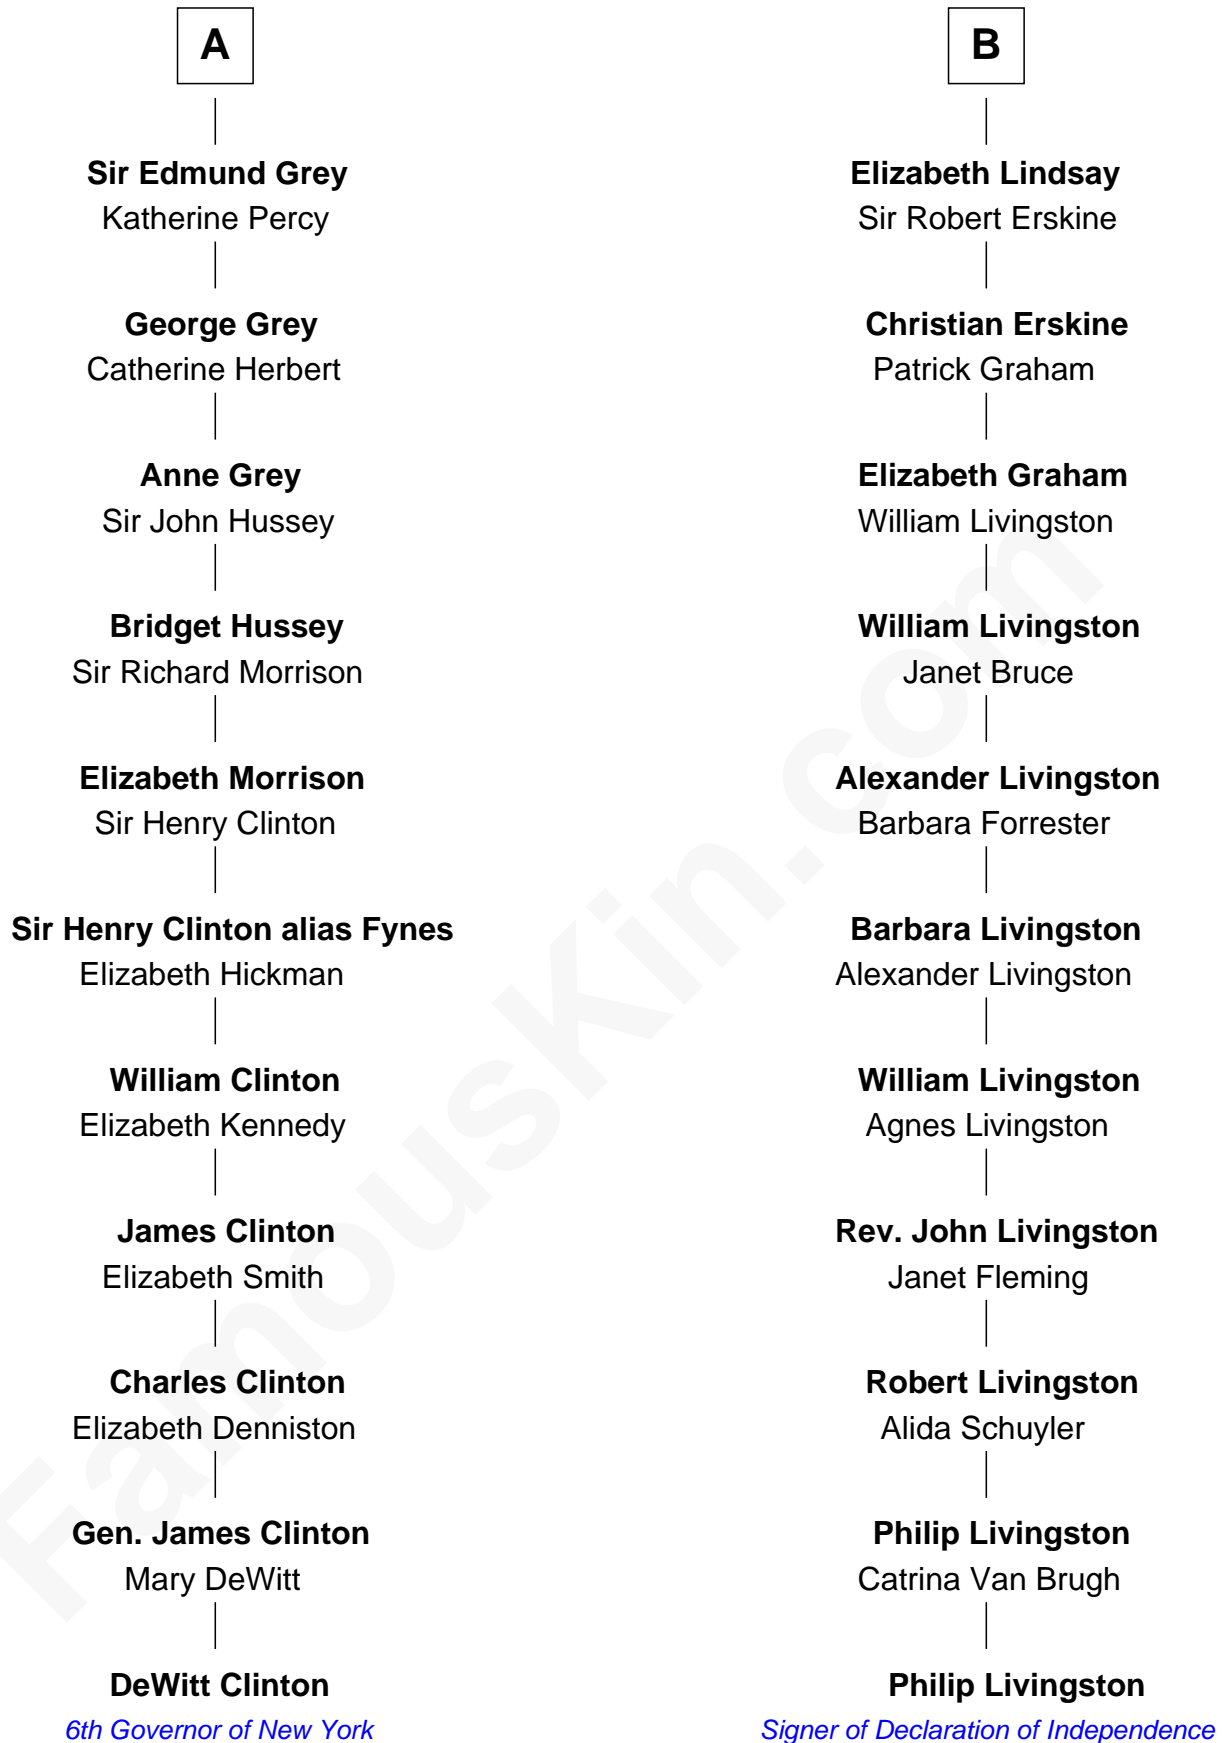 A
Sir Edmund Grey
Katherine Percy
George Grey
Catherine Herbert
Anne Grey
Sir John Hussey
Bridget Hussey
Sir Richard Morrison
Elizabeth Morrison
Sir Henry Clinton
Sir Henry Clinton alias Fynes
Elizabeth Hickman
William Clinton
Elizabeth Kennedy
James Clinton
Elizabeth Smith
Charles Clinton
Elizabeth Denniston
Gen. James Clinton
Mary DeWitt
DeWitt Clinton
6th Governor of New York
B
Elizabeth Lindsay
Sir Robert Erskine
Christian Erskine
Patrick Graham
Elizabeth Graham
William Livingston
William Livingston
Janet Bruce
Alexander Livingston
Barbara Forrester
Barbara Livingston
Alexander Livingston
William Livingston
Agnes Livingston
Rev. John Livingston
Janet Fleming
Robert Livingston
Alida Schuyler
Philip Livingston
Catrina Van Brugh
Philip Livingston
Signer of Declaration of Independence
FamousKin.com